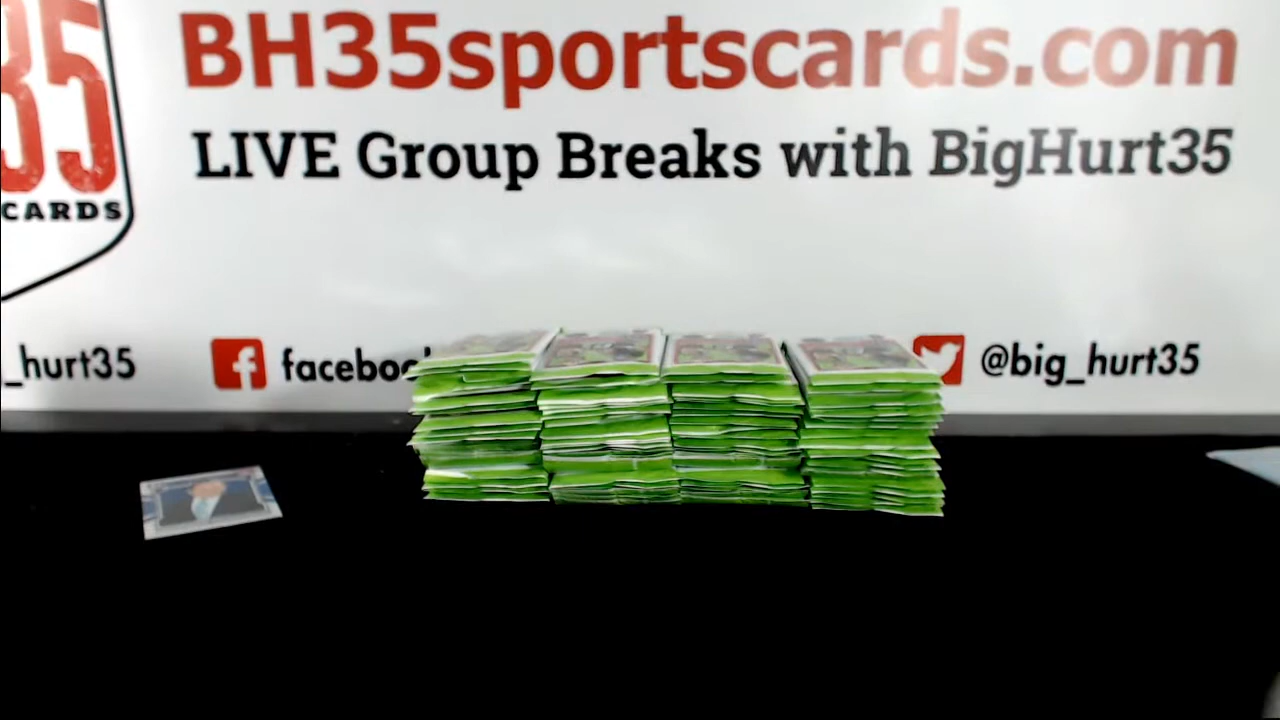 35
CARDS
BH35sportscards.com
LIVE Group Breaks with BigHurt35
_hurt35
faceboo
@big_hurt35